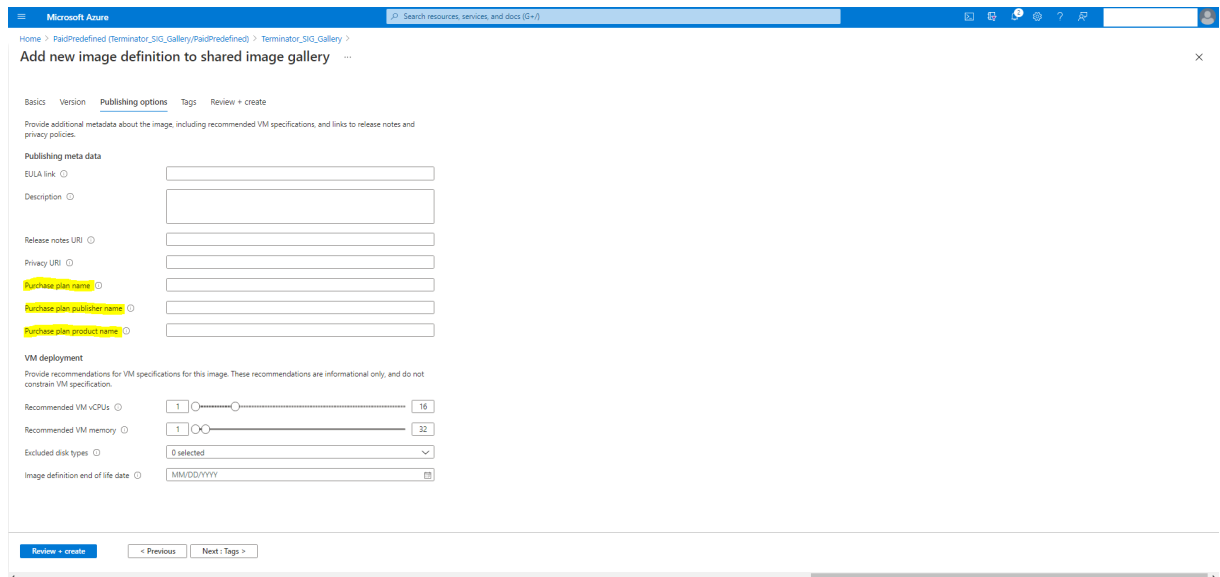 Microsoft Azure
Search resources, services, and docs (G+/)
2
Home > PaidPredefined (Terminator_SIG_Gallery/PaidPredefined) > Terminator_SIG_Gallery >
Add new image definition to shared image gallery ...
Basics Version Publishing options Tags Review + create
Provide additional metadata about the image, including recommended VM specifications, and links to release notes and
privacy policies.
Publishing meta data
EULA link
Description
Release notes URI
Privacy URI
Purchase plan name
Purchase plan publisher name
Purchase plan product name
VM deployment
Provide recommendations for VM specifications for this image. These recommendations are informational only, and do not
constrain VM specification.
Recommended VM vCPUs 1 16
Recommended VM memory 1 32
Excluded disk types 0 selected
Image definition end of life date MM/DD/YYYY
Review + create < Previous Next : Tags >